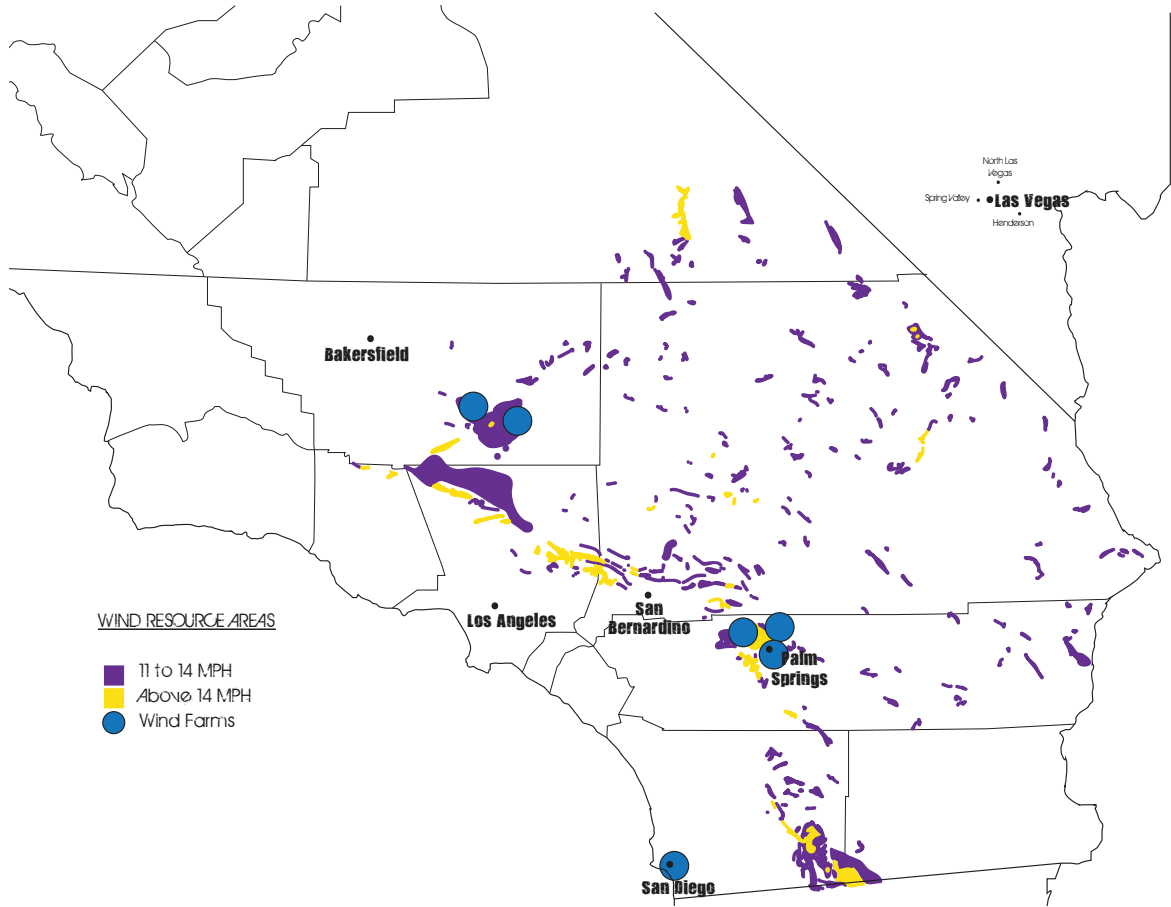 North Las
Vegas
Spring Valley
Las Vegas
Henderson
Bakersfield
San
Bernardino
Los Angeles
WIND RESOURCE AREAS
Palm
Springs
11 to 14 MPH
Above 14 MPH
Wind Farms
San Diego